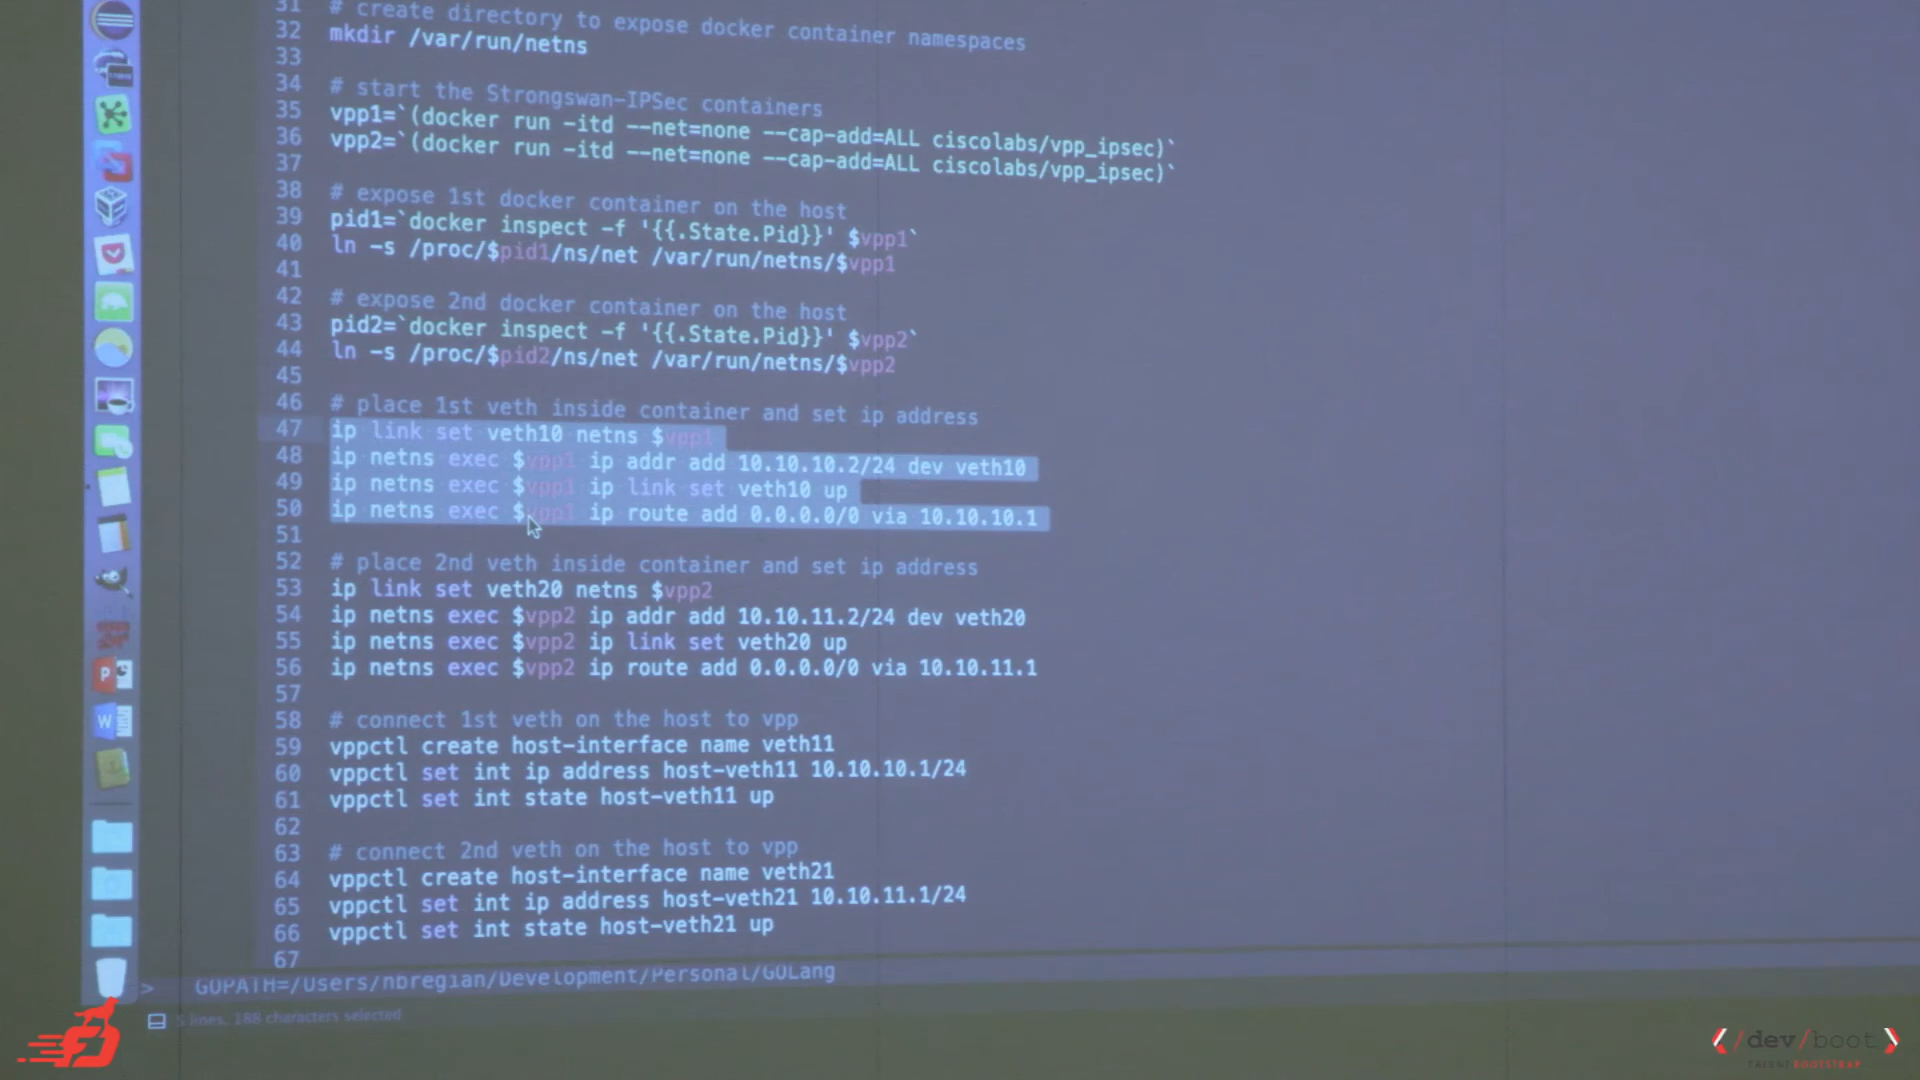 31 # create directory to expose docker container namespaces
32 mkdir /var/run/netns
33
34 # start the Strongswan-IPSec containers
35 vpp1=`(docker run -itd --net=none --cap-add=ALL ciscolabs/vpp_ipsec)`
36 vpp2=`(docker run -itd --net=none --cap-add=ALL ciscolabs/vpp_ipsec)`
37
38 # expose 1st docker container on the host
39 pid1=`docker inspect -f '{{.State.Pid}}' $vpp1`
40 ln -s /proc/$pid1/ns/net /var/run/netns/$vpp1
41
42 # expose 2nd docker container on the host
43 pid2=`docker inspect -f '{{.State.Pid}}' $vpp2`
44 ln -s /proc/$pid2/ns/net /var/run/netns/$vpp2
45
46 # place 1st veth inside container and set ip address
47 ip link set veth10 netns $vpp1
48 ip netns exec $vpp1 ip addr add 10.10.10.2/24 dev veth10
49 ip netns exec $vpp1 ip link set veth10 up
50 ip netns exec $vpp1 ip route add 0.0.0.0/0 via 10.10.10.1
51
52 # place 2nd veth inside container and set ip address
53 ip link set veth20 netns $vpp2
54 ip netns exec $vpp2 ip addr add 10.10.11.2/24 dev veth20
55 ip netns exec $vpp2 ip link set veth20 up
56 ip netns exec $vpp2 ip route add 0.0.0.0/0 via 10.10.11.1
57
58 # connect 1st veth on the host to vpp
59 vppctl create host-interface name veth11
60 vppctl set int ip address host-veth11 10.10.10.1/24
61 vppctl set int state host-veth11 up
62
63 # connect 2nd veth on the host to vpp
64 vppctl create host-interface name veth21
65 vppctl set int ip address host-veth21 10.10.11.1/24
66 vppctl set int state host-veth21 up
67
> GOPATH=/Users/nbregian/Development/Personal/GOLang
5 lines, 188 characters selected
</dev/boot>
TALENT BOOTSTRAP